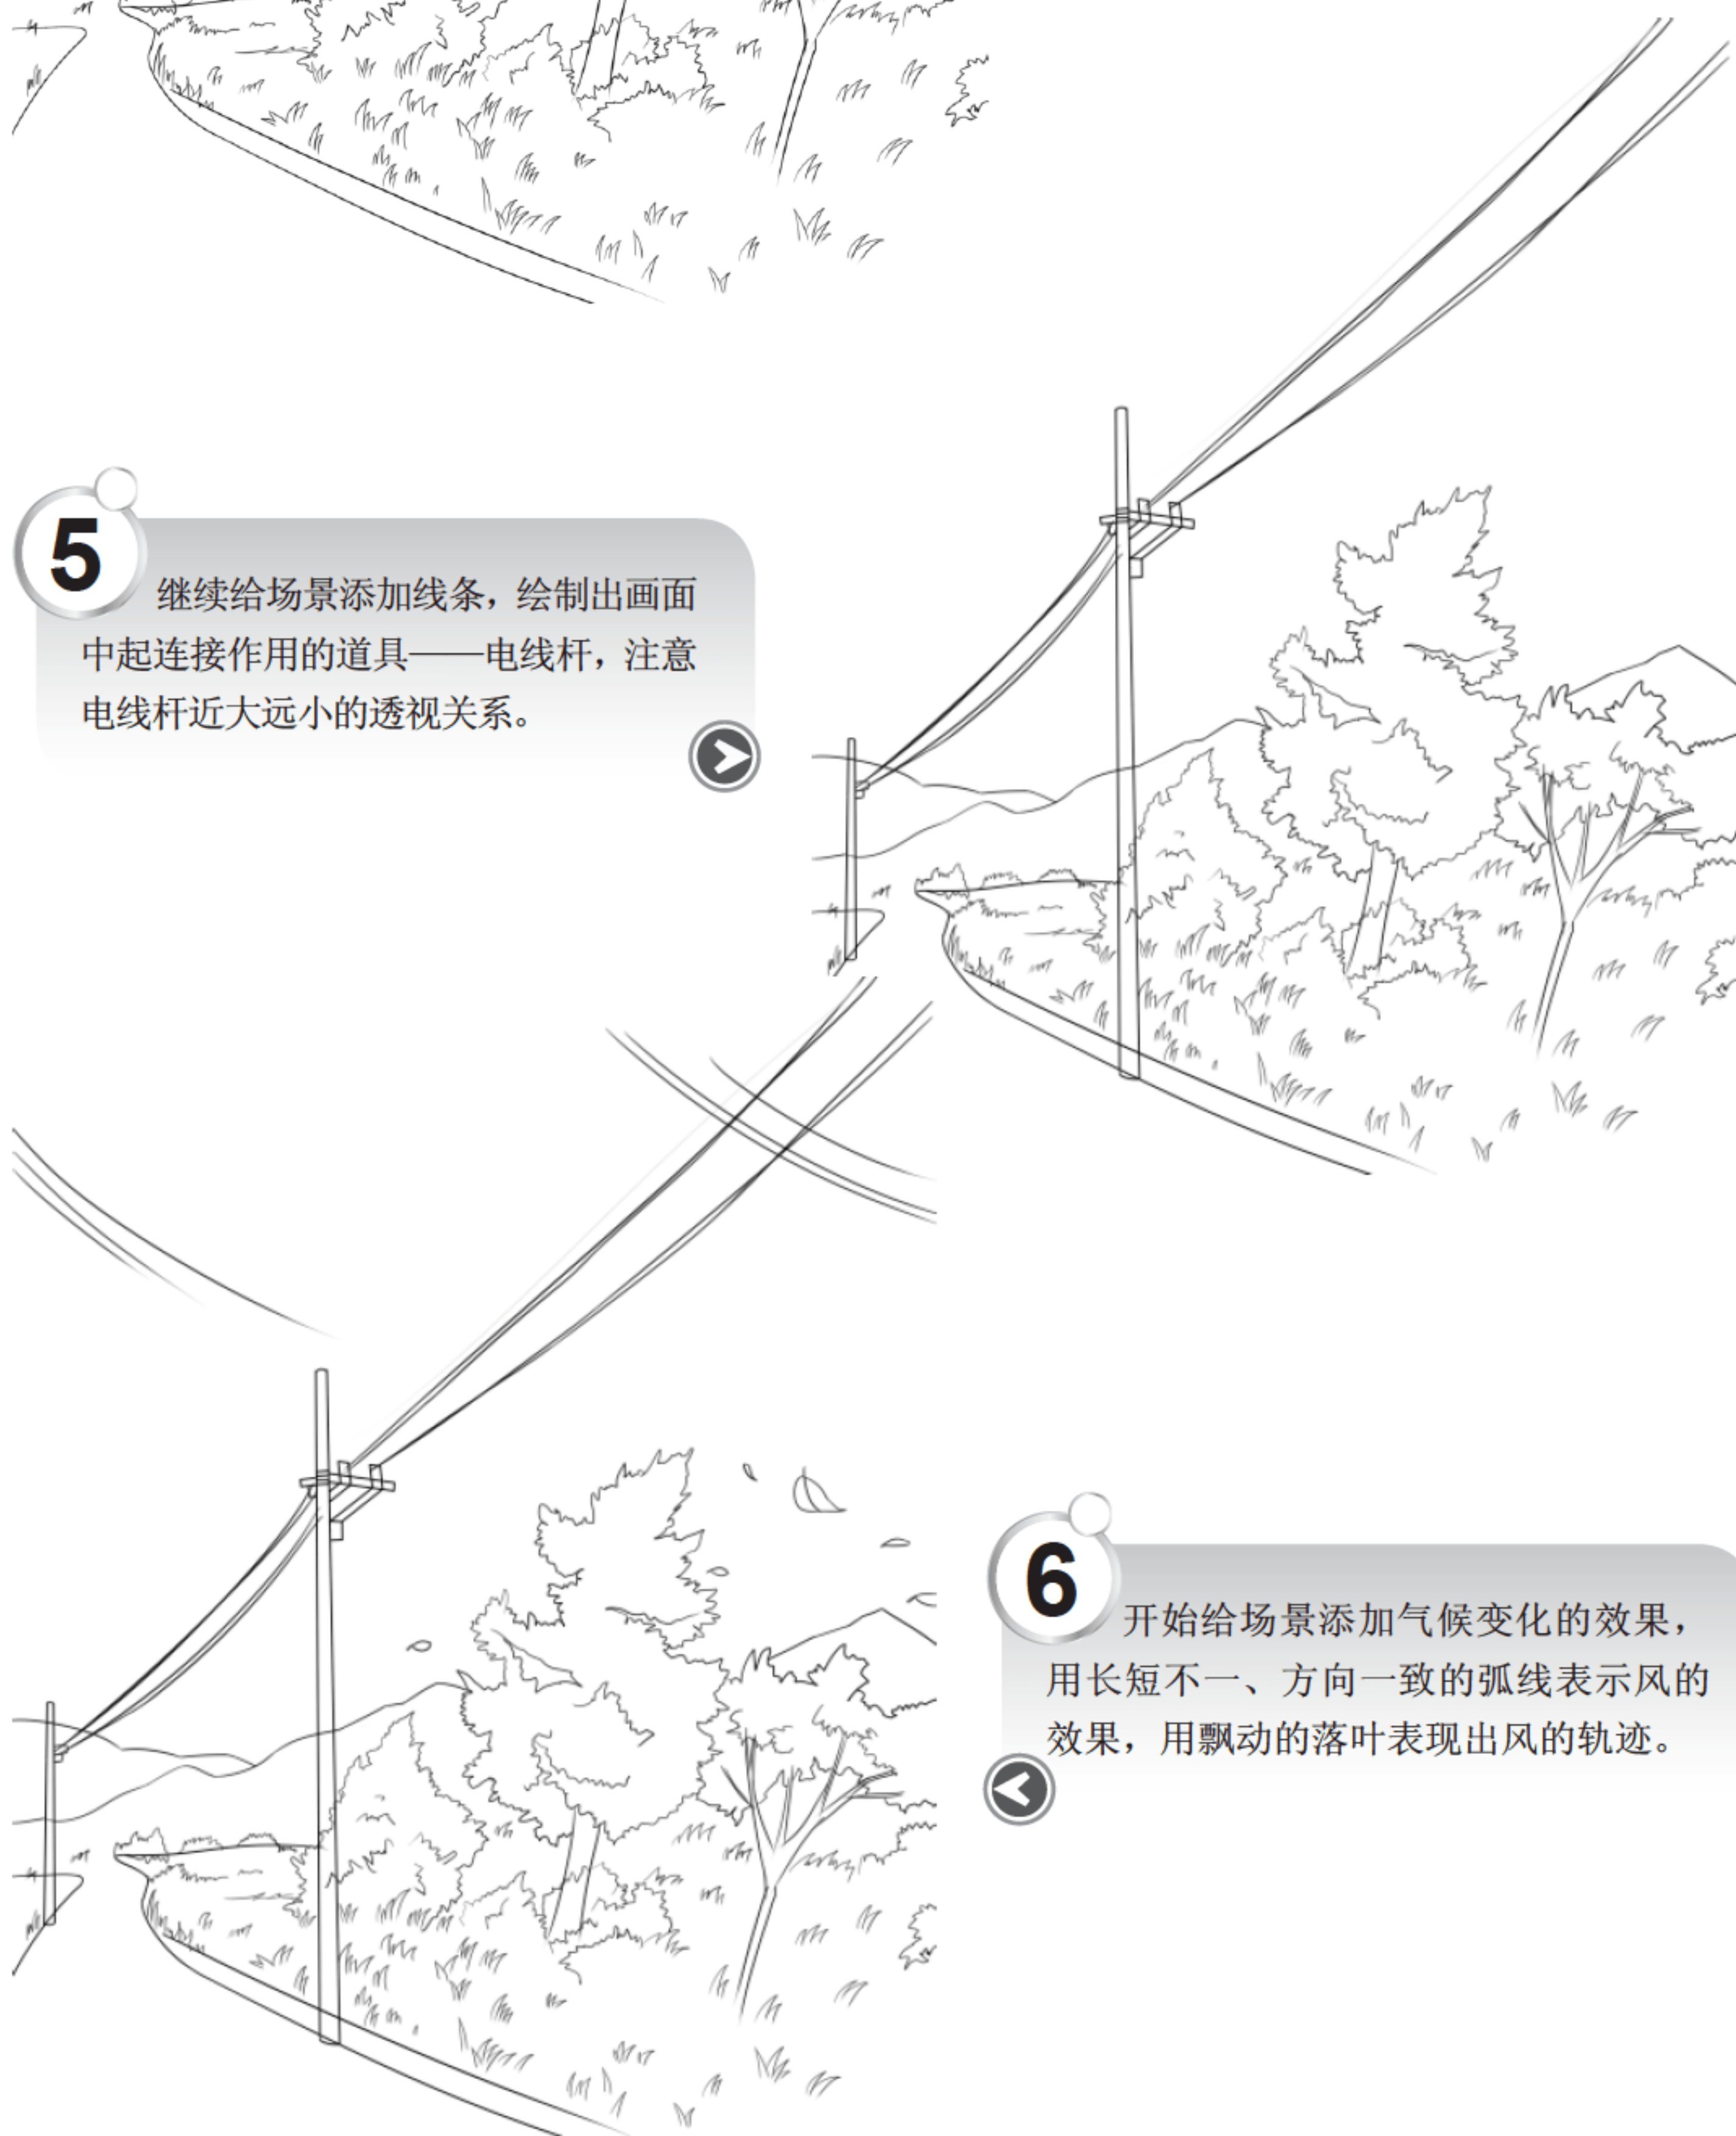 5
继续给场景添加线条，绘制出画面
中起连接作用的道具——电线杆，注意
电线杆近大远小的透视关系。
6
开始给场景添加气候变化的效果，
用长短不一、方向一致的弧线表示风的
效果，用飘动的落叶表现出风的轨迹。